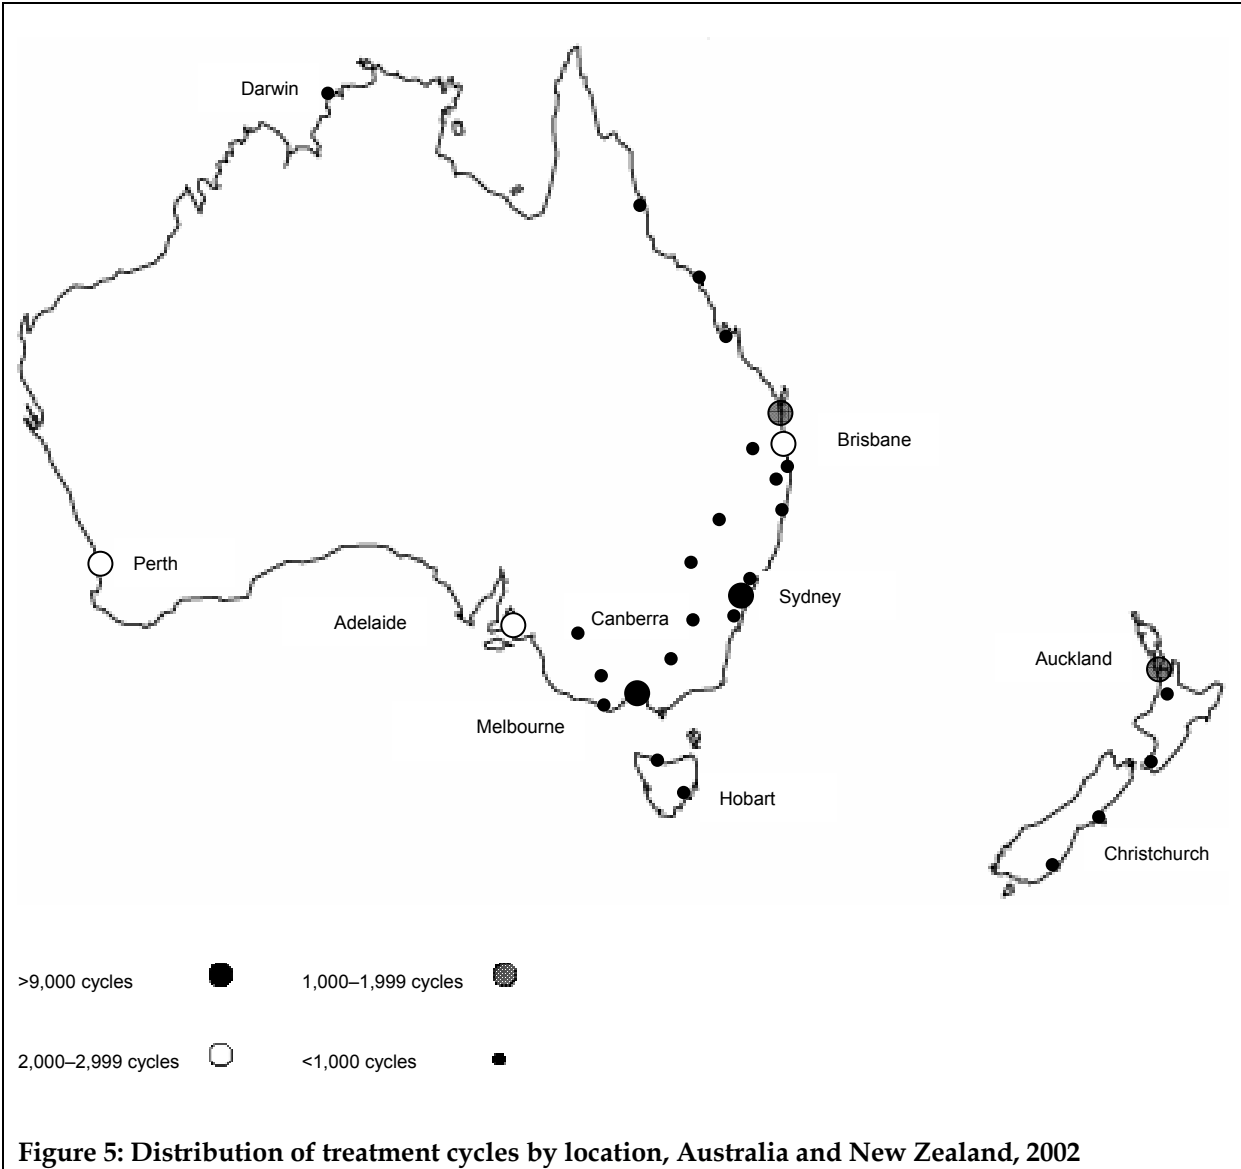 Darwin
Brisbane
Perth
Sydney
Adelaide
Canberra
Auckland
Melbourne
Hobart
Christchurch
>9,000 cycles
1,000–1,999 cycles
2,000–2,999 cycles
<1,000 cycles
Figure 5: Distribution of treatment cycles by location, Australia and New Zealand, 2002